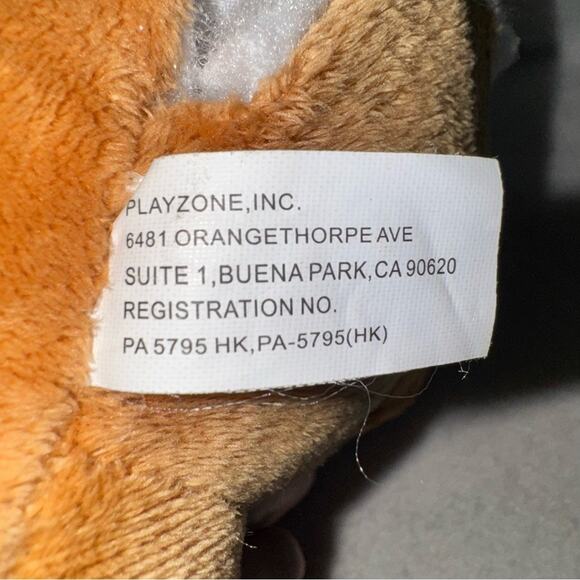 PLAYZONE,INC.
6481 ORANGETHORPE AVE
SUITE 1,BUENA PARK,CA 90620
REGISTRATION NO.
PA 5795 HK,PA-5795(HK)